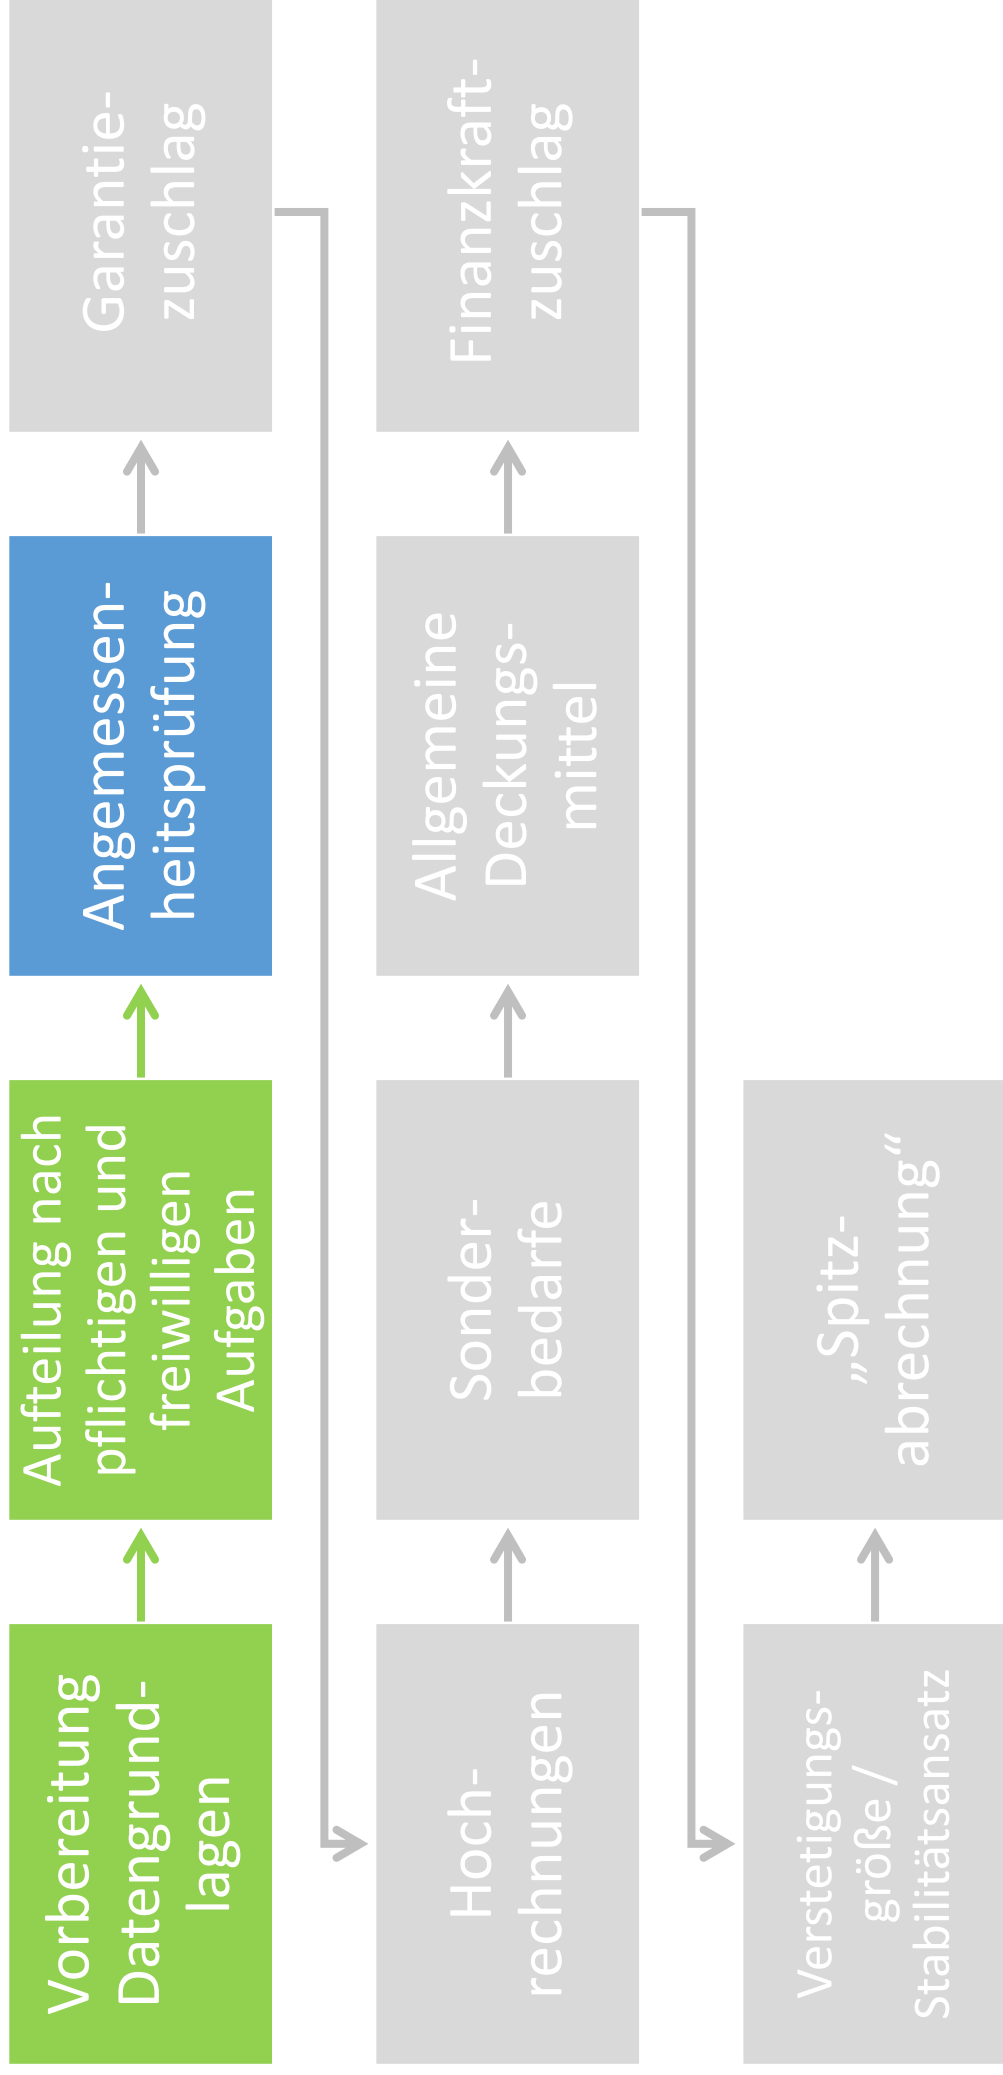 Vorbereitung
Datengrund-
lagen
Aufteilung nach
pflichtigen und
freiwilligen
Aufgaben
Angemessen-
heitsprüfung
Garantie-
zuschlag
Hoch-
rechnungen
Sonder-
bedarfe
Allgemeine
Deckungs-
mittel
Finanzkraft-
zuschlag
Verstetigungs-
größe /
Stabilitätsansatz
„Spitz-
abrechnung“